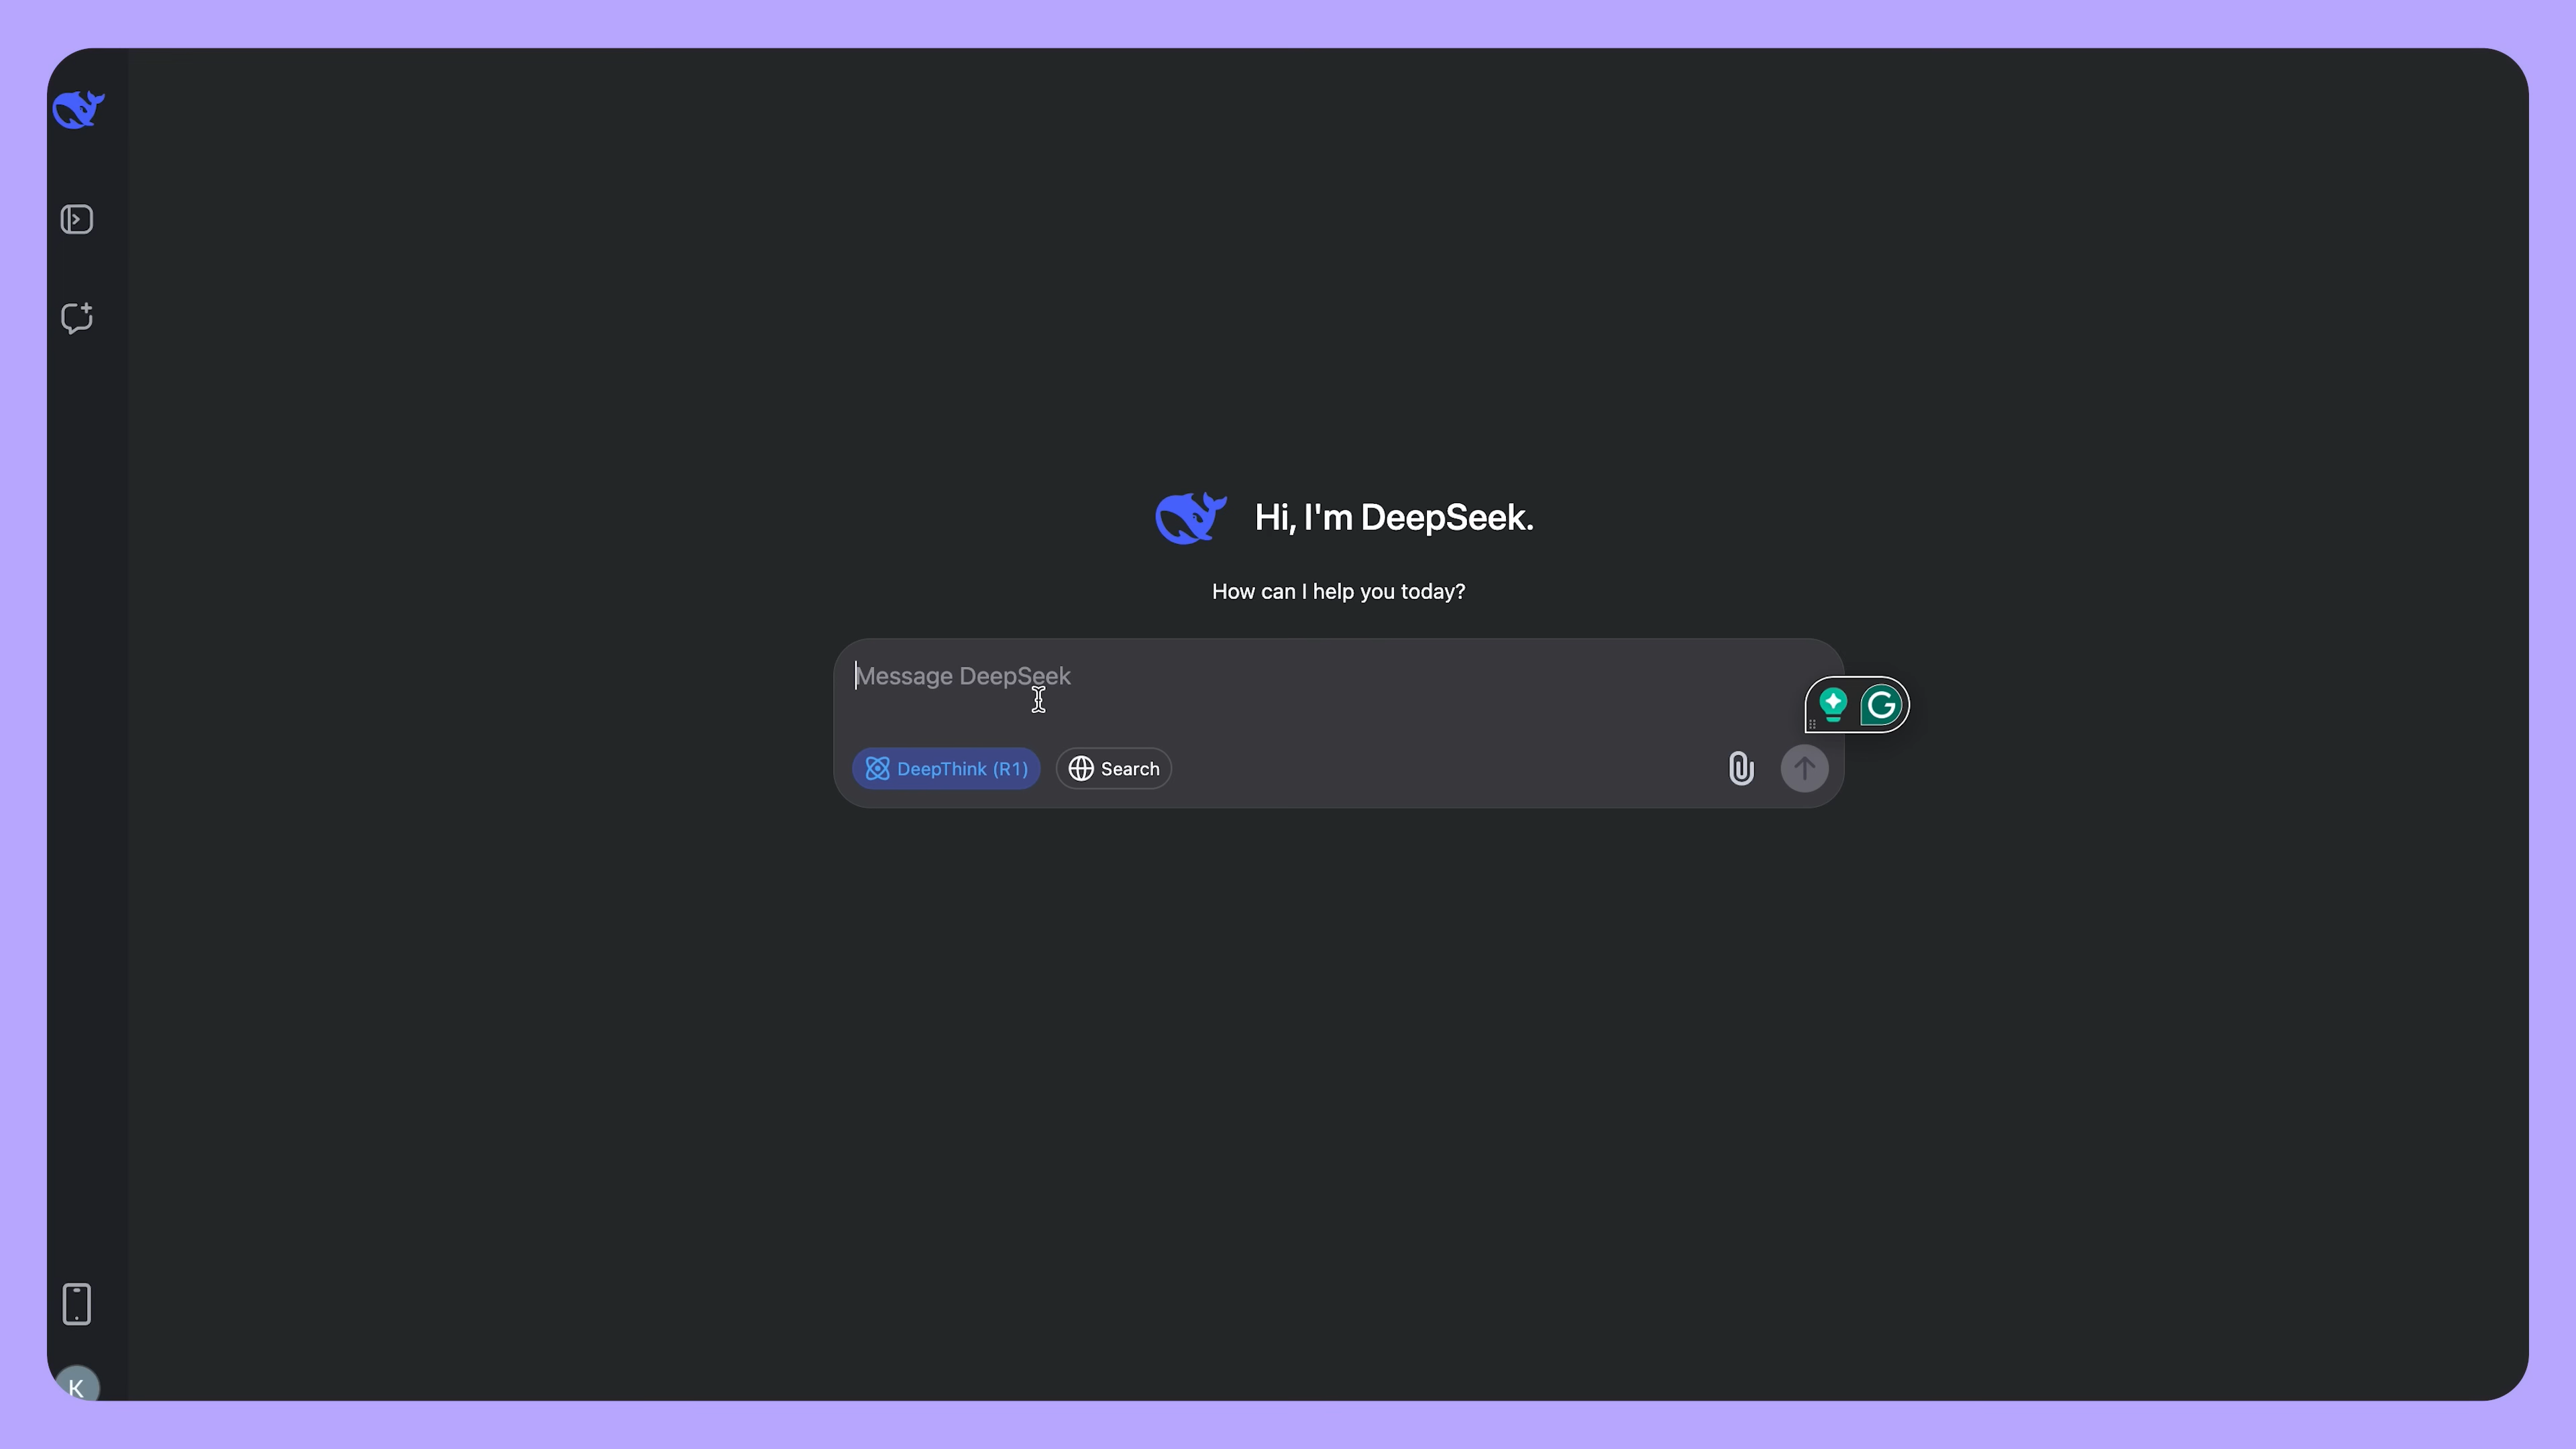 Hi, I'm DeepSeek.
How can I help you today?
Message DeepSeek
DeepThink (R1)
Search
K